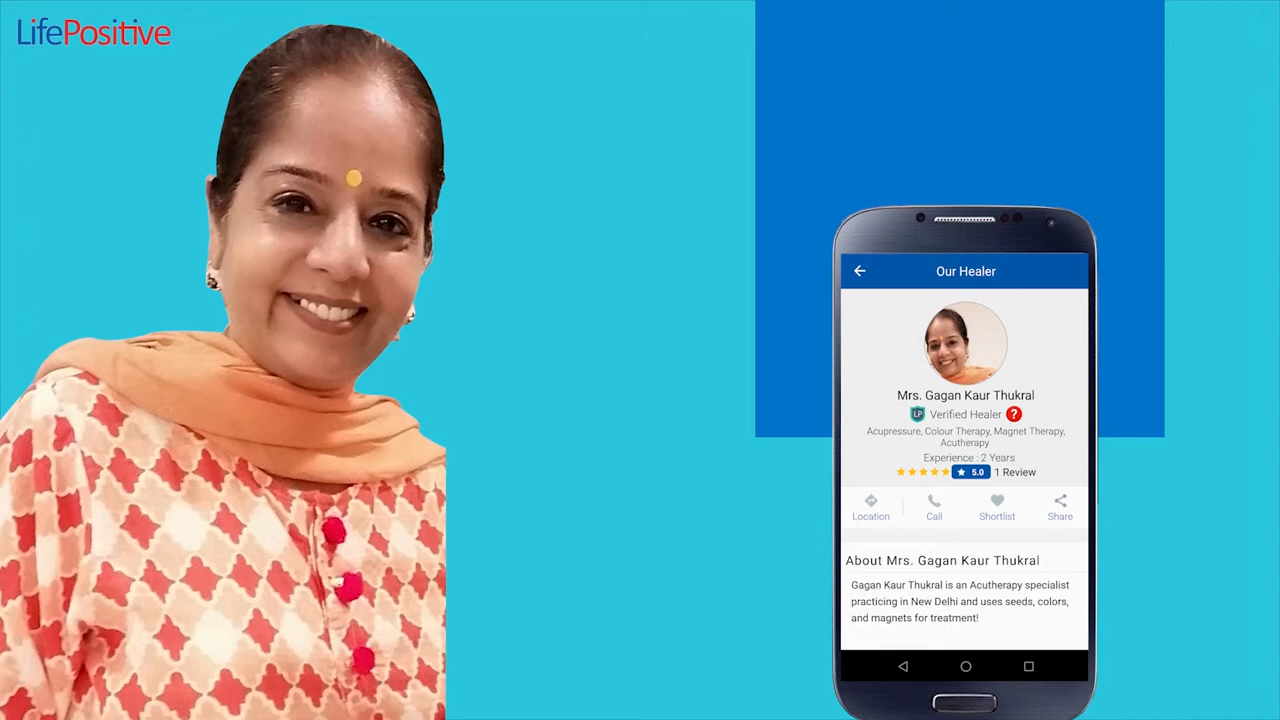 LifePositive
Our Healer
Mrs. Gagan Kaur Thukral
LP Verified Healer ?
Acupressure, Colour Therapy, Magnet Therapy,
Acutherapy
Experience : 2 Years
5.0 1 Review
Location Call Shortlist Share
About Mrs. Gagan Kaur Thukral
Gagan Kaur Thukral is an Acutherapy specialist
practicing in New Delhi and uses seeds, colors,
and magnets for treatment!